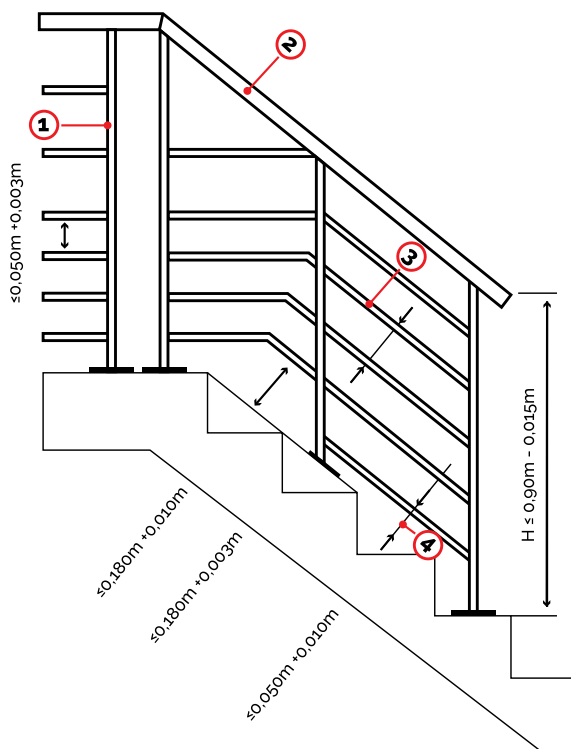 2
1
≤0,050m +0,003m
3
H ≤ 0,90m - 0,015m
4
≤0,180m +0,010m
≤0,180m +0,003m
≤0,050m +0,010m